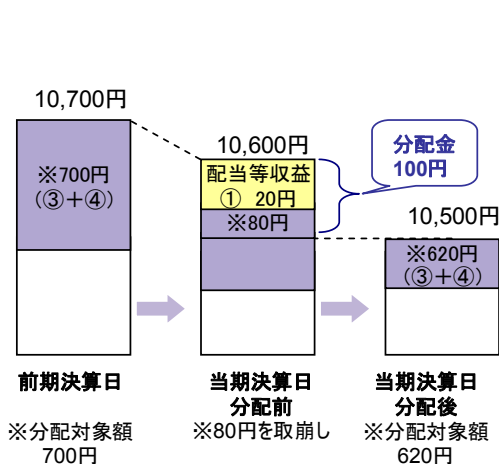 10,700円
※700円
(③+④)
前期決算日
※分配対象額
700円
10,600円
配当等収益
① 20円
※80円
当期決算日
分配前
※80円を取崩し
分配金
100円
10,500円
※620円
(③+④)
当期決算日
分配後
※分配対象額
620円